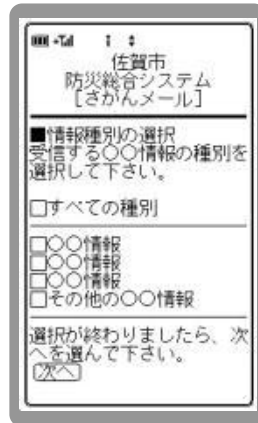 佐賀市
防災総合システム
[さがんメール]
■情報種別の選択
受信する○○情報の種別を
選択して下さい。
□すべての種別
□○○情報
□○○情報
□○○情報
□その他の○○情報
選択が終わりましたら、次
へを選んで下さい。
次へ